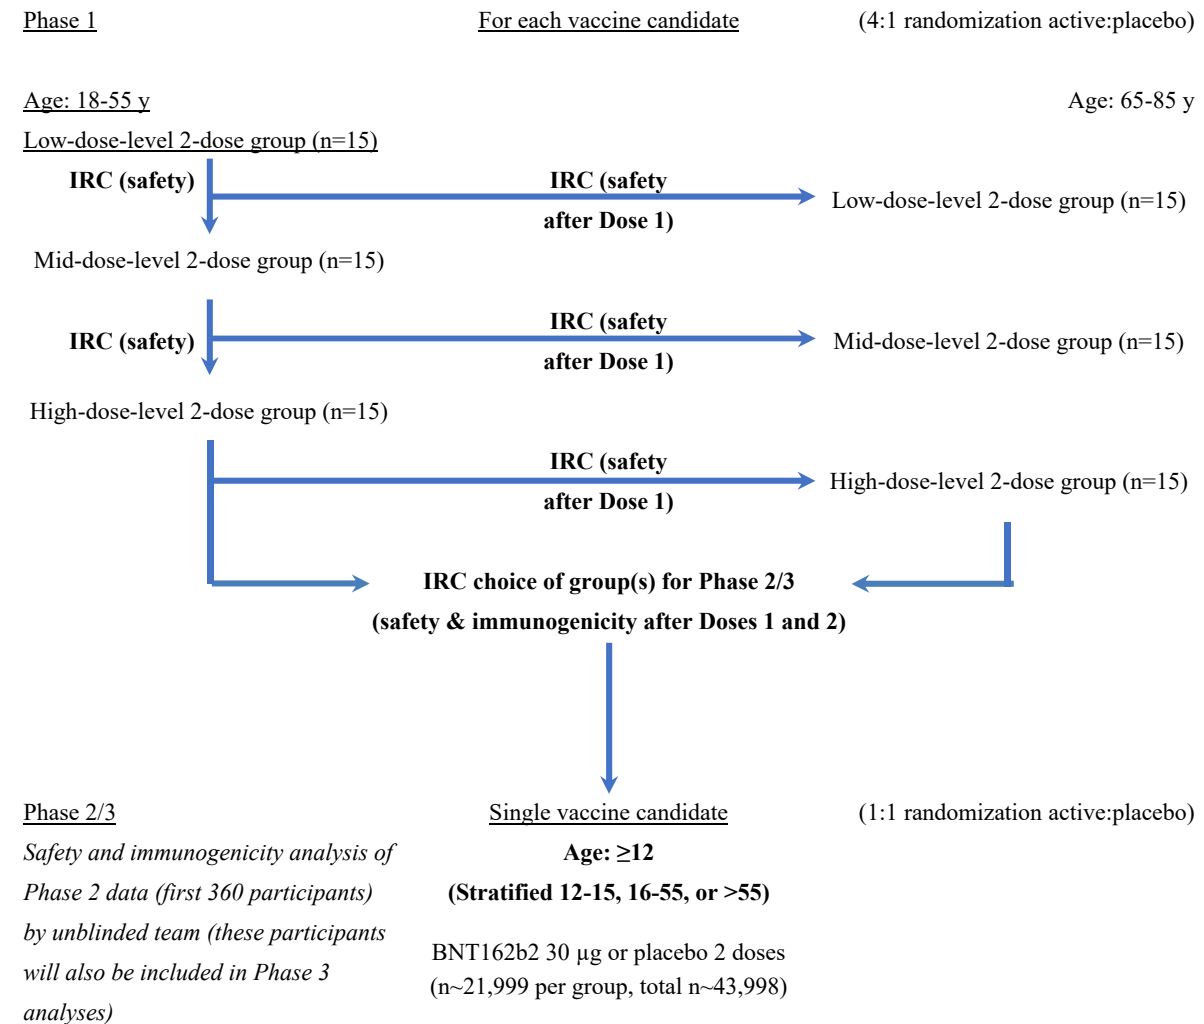 Phase 1 For each vaccine candidate (4:1 randomization active:placebo)
Age: 18-55 y Age: 65-85 y
Low-dose-level 2-dose group (n=15)
IRC (safety) IRC (safety
after Dose 1)
Low-dose-level 2-dose group (n=15)
Mid-dose-level 2-dose group (n=15)
IRC (safety) IRC (safety
after Dose 1)
Mid-dose-level 2-dose group (n=15)
High-dose-level 2-dose group (n=15)
IRC (safety
after Dose 1)
High-dose-level 2-dose group (n=15)
IRC choice of group(s) for Phase 2/3
(safety & immunogenicity after Doses 1 and 2)
Phase 2/3 Single vaccine candidate (1:1 randomization active:placebo)
Safety and immunogenicity analysis of
Phase 2 data (first 360 participants)
by unblinded team (these participants
will also be included in Phase 3
analyses)
Age: ≥12
(Stratified 12-15, 16-55, or >55)
BNT162b2 30 µg or placebo 2 doses
(n~21,999 per group, total n~43,998)